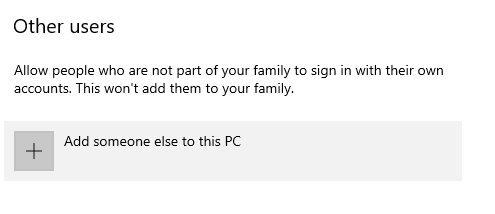 Other users
Allow people who are not part of your family to sign in with their own
accounts. This won't add them to your family.
Add someone else to this PC